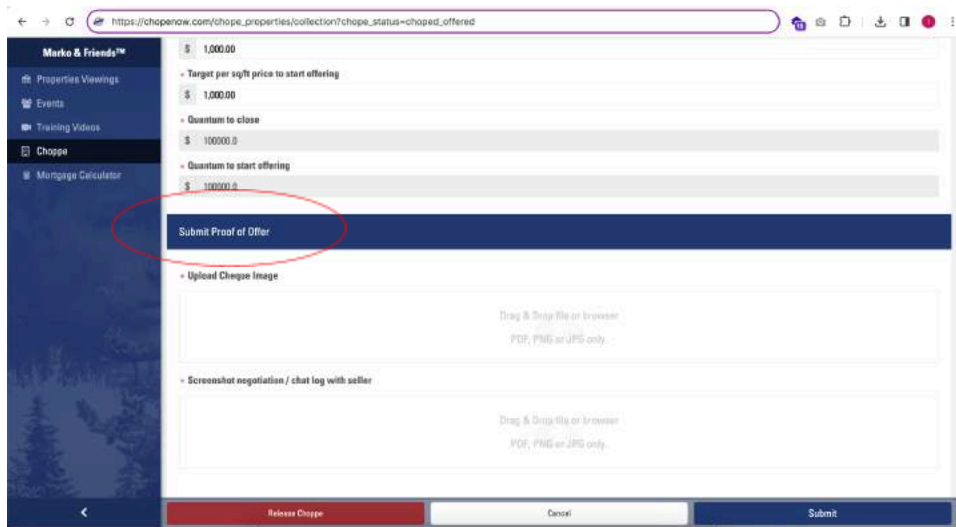 https://chopenow.com/chope_properties/collection?chope_status=choped_offered
Marko & Friends™
Properties Viewings
Events
Training Videos
Choppe
Mortgage Calculator
$ 1,000.00
* Target per sq/ft price to start offering
$ 1,000.00
* Quantum to close
$ 100000.0
* Quantum to start offering
$ 100000.0
Submit Proof of Offer
* Upload Cheque Image
Drag & Drop file or browser
PDF, PNG or JPG only.
* Screenshot negotiation / chat log with seller
Drag & Drop file or browser
PDF, PNG or JPG only.
Release Choppe
Cancel
Submit